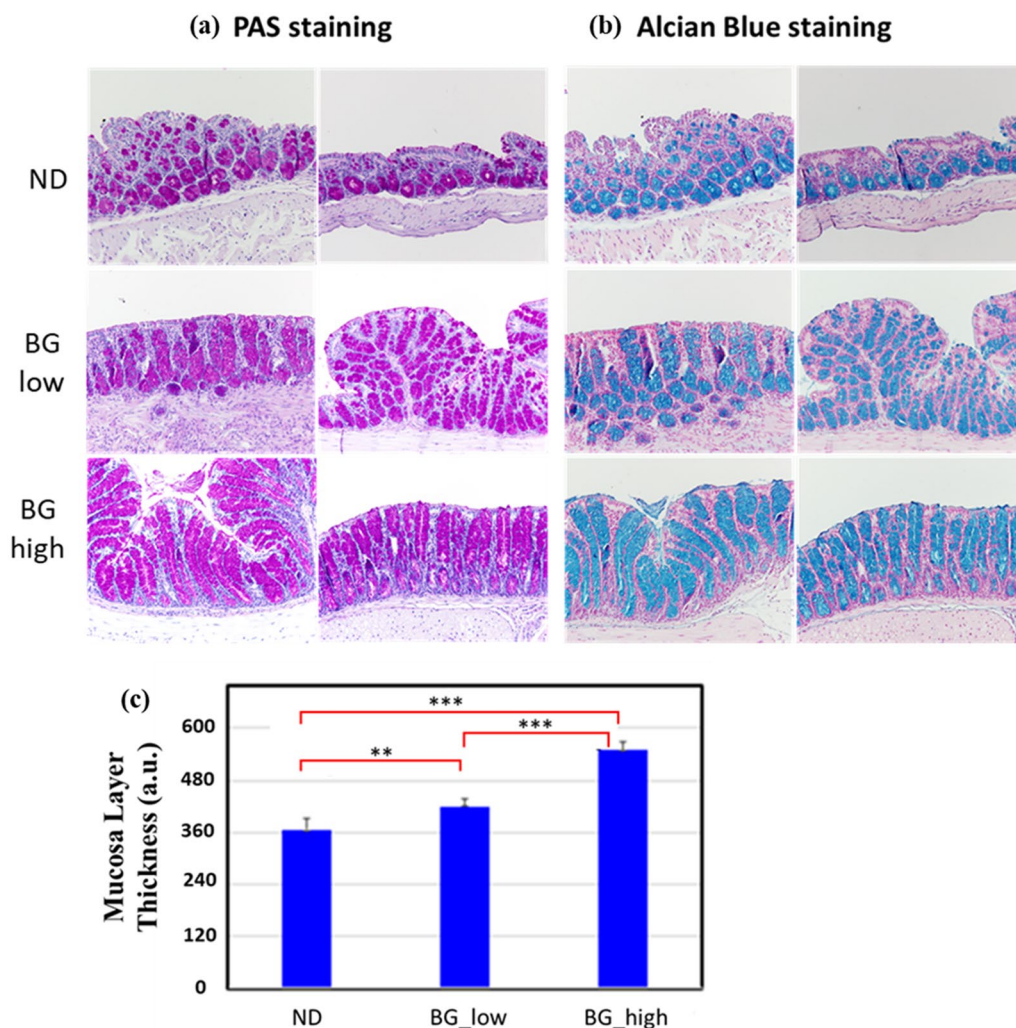 (a) PAS staining
(b) Alcian Blue staining
ND
BG
low
BG
high
(c)
Mucosa Layer
Thickness (a.u.)
600
480
360
240
120
0
***
***
**
ND
BG_low
BG_high